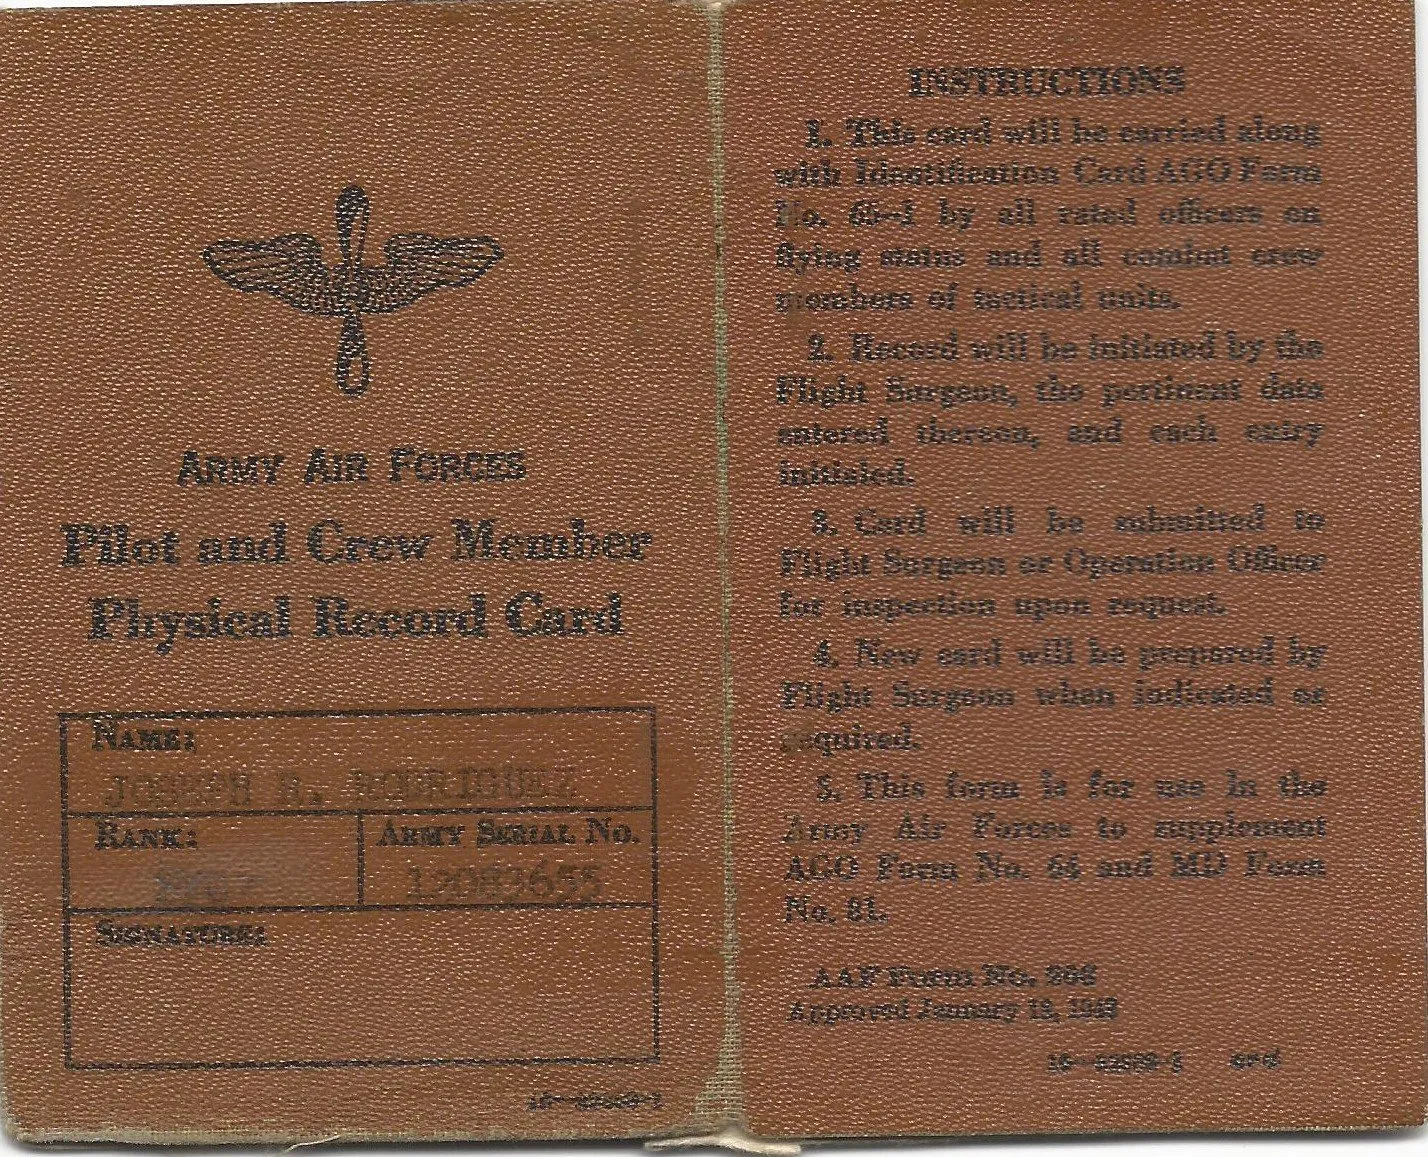 ARMY AIR FORCES
Pilot and Crew Member
Physical Record Card
NAME:
JOSEPH R. RODRIGUEZ
RANK:
ARMY SERIAL NO.
12083655
SIGNATURE:
INSTRUCTIONS
1. This card will be carried along
with Identification Card AGO Form
No. 65-1 by all rated officers on
flying status and all combat crew
members of tactical units.
2. Record will be initiated by the
Flight Surgeon, the pertinent data
entered thereon, and each entry
initialed.
3. Card will be submitted to
Flight Surgeon or Operation Officer
for inspection upon request.
4. New card will be prepared by
Flight Surgeon when indicated or
required.
5. This form is for use in the
Army Air Forces to supplement
AGO Form No. 64 and MD Form
No. 81.
AAF Form No. 206
Approved January 18, 1943
GPO